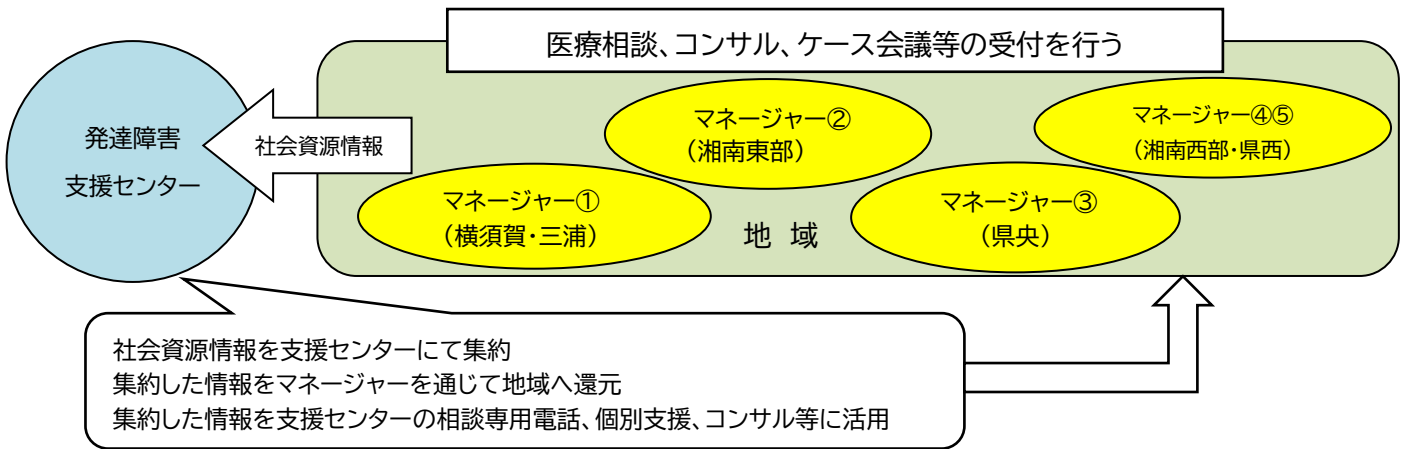 医療相談、コンサル、ケース会議等の受付を行う
発達障害
支援センター
社会資源情報
マネージャー①
（横須賀・三浦）
マネージャー②
（湘南東部）
マネージャー③
（県央）
マネージャー④⑤
（湘南西部・県西）
地 域
社会資源情報を支援センターにて集約
集約した情報をマネージャーを通じて地域へ還元
集約した情報を支援センターの相談専用電話、個別支援、コンサル等に活用